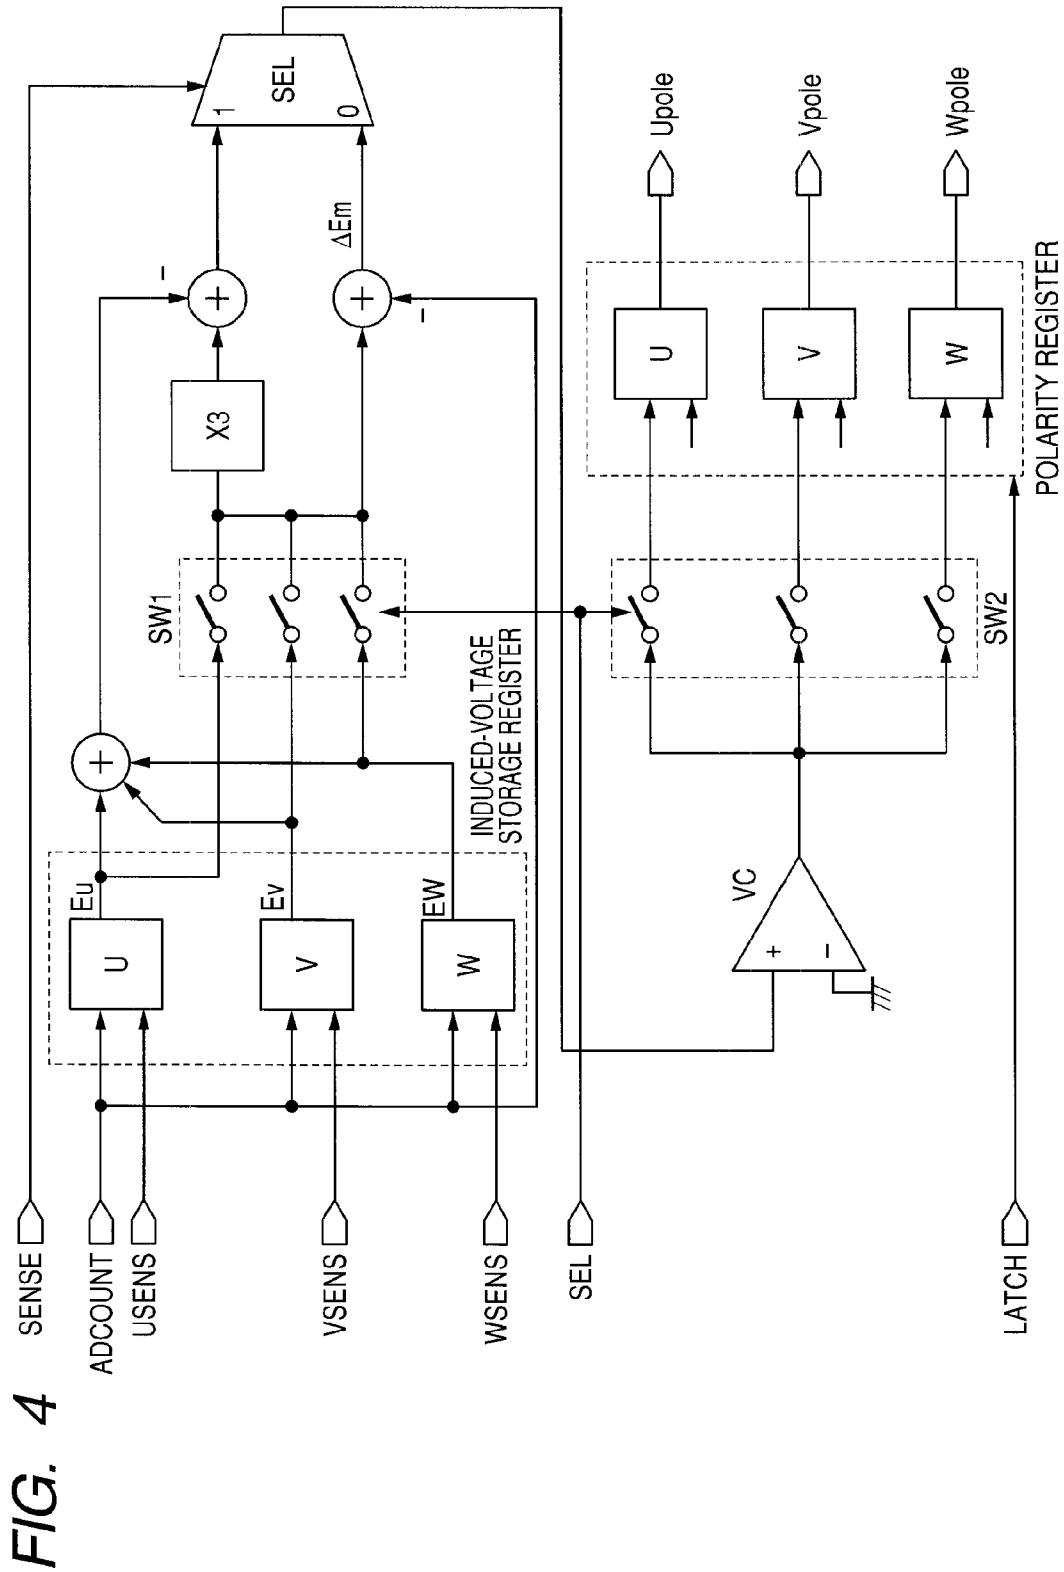 FIG. 4
SENSE
ADCOUNT
USENS
VSENS
WSENS
SEL
LATCH
U
V
W
Eu
Ev
EW
INDUCED-VOLTAGE
STORAGE REGISTER
+
SW1
X3
+
−
+
−
ΔEm
1
0
SEL
VC
+
−
SW2
U
V
W
POLARITY REGISTER
Upole
Vpole
Wpole